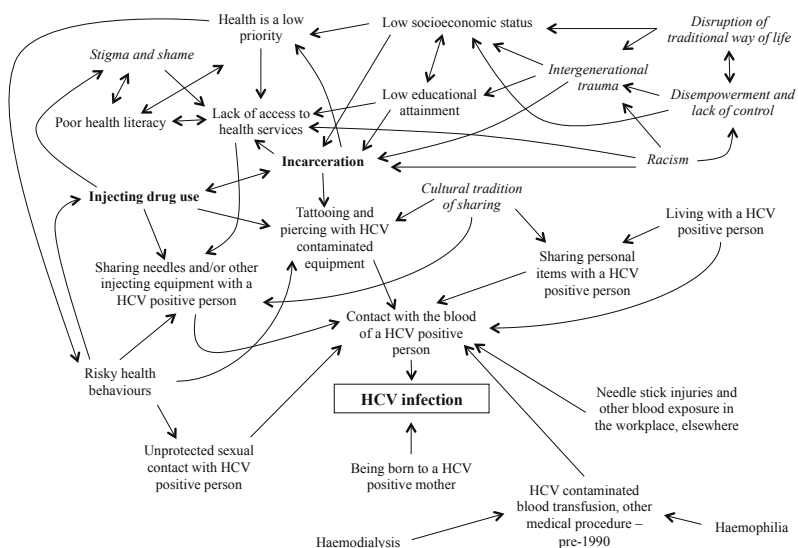 Health is a low
priority
Low socioeconomic status
Disruption of
traditional way of life
Stigma and shame
Intergenerational
trauma
Poor health literacy
Lack of access to
health services
Low educational
attainment
Disempowerment and
lack of control
Incarceration
Racism
Injecting drug use
Cultural tradition
of sharing
Tattooing and
piercing with HCV
contaminated
equipment
Living with a HCV
positive person
Sharing needles and/or other
injecting equipment with a
HCV positive person
Sharing personal
items with a HCV
positive person
Contact with the blood
of a HCV positive
person
Risky health
behaviours
HCV infection
Needle stick injuries and
other blood exposure in
the workplace, elsewhere
Unprotected sexual
contact with HCV
positive person
Being born to a HCV
positive mother
HCV contaminated
blood transfusion, other
medical procedure –
pre-1990
Haemodialysis
Haemophilia